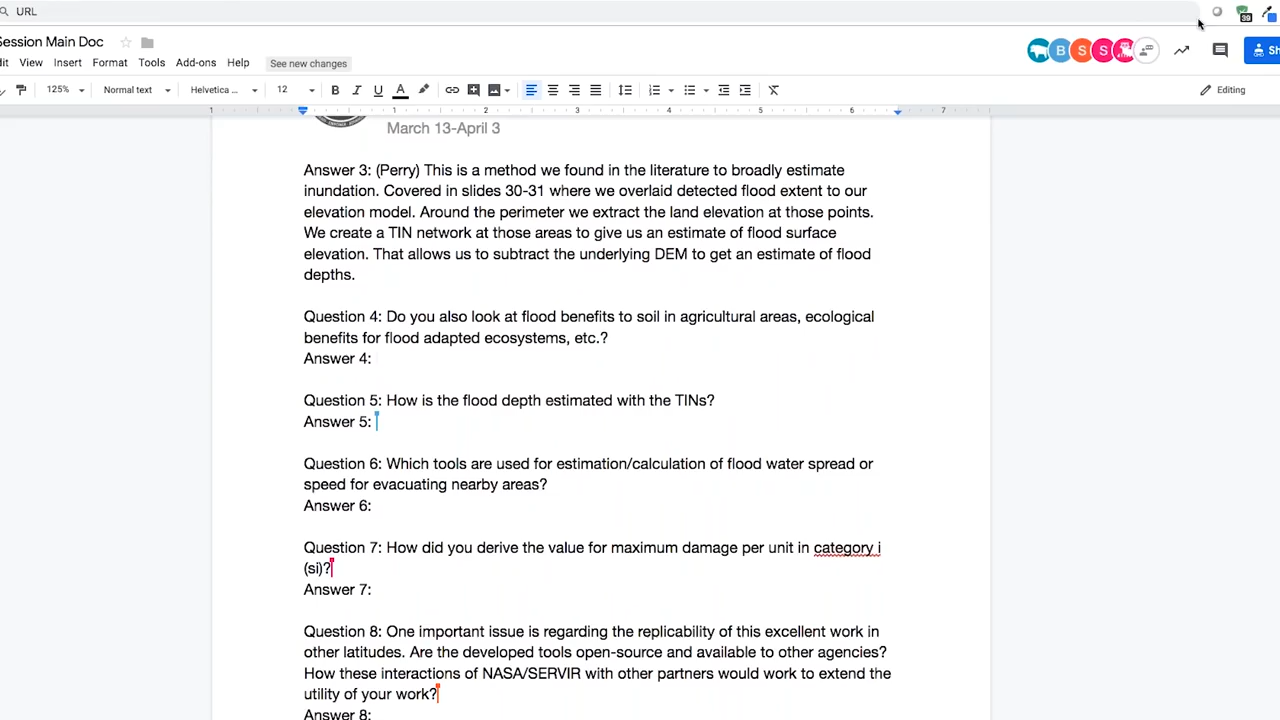 URL
Session Main Doc
dit View Insert Format Tools Add-ons Help See new changes
B S S Sh
125% Normal text Helvetica ... 12 B I U A Editing
1 1 2 3 4 5 6 7
March 13-April 3
Answer 3: (Perry) This is a method we found in the literature to broadly estimate
inundation. Covered in slides 30-31 where we overlaid detected flood extent to our
elevation model. Around the perimeter we extract the land elevation at those points.
We create a TIN network at those areas to give us an estimate of flood surface
elevation. That allows us to subtract the underlying DEM to get an estimate of flood
depths.
Question 4: Do you also look at flood benefits to soil in agricultural areas, ecological
benefits for flood adapted ecosystems, etc.?
Answer 4:
Question 5: How is the flood depth estimated with the TINs?
Answer 5:
Question 6: Which tools are used for estimation/calculation of flood water spread or
speed for evacuating nearby areas?
Answer 6:
Question 7: How did you derive the value for maximum damage per unit in category i
(si)?
Answer 7:
Question 8: One important issue is regarding the replicability of this excellent work in
other latitudes. Are the developed tools open-source and available to other agencies?
How these interactions of NASA/SERVIR with other partners would work to extend the
utility of your work?
Answer 8: